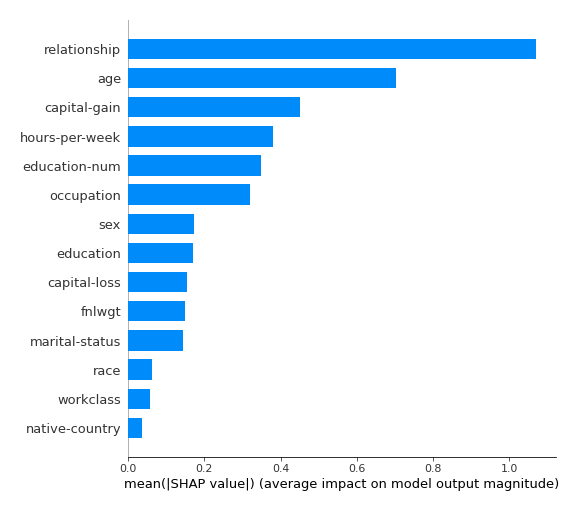 relationship
age
capital-gain
hours-per-week
education-num
occupation
sex
education
capital-loss
fnlwgt
marital-status
race
workclass
native-country
0.0 0.2 0.4 0.6 0.8 1.0
mean(|SHAP value|) (average impact on model output magnitude)